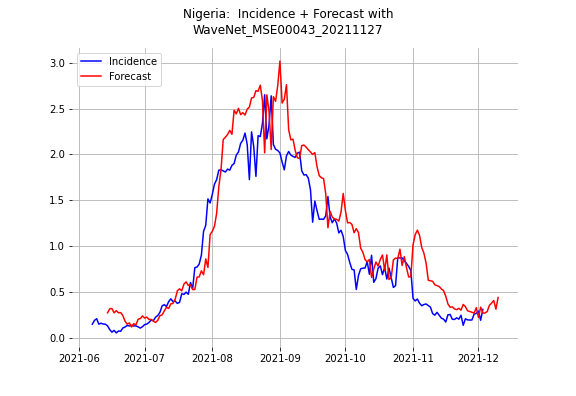 Nigeria:  Incidence + Forecast with
WaveNet_MSE00043_20211127
Incidence
Forecast
3.0
2.5
2.0
1.5
1.0
0.5
0.0
2021-06 2021-07 2021-08 2021-09 2021-10 2021-11 2021-12